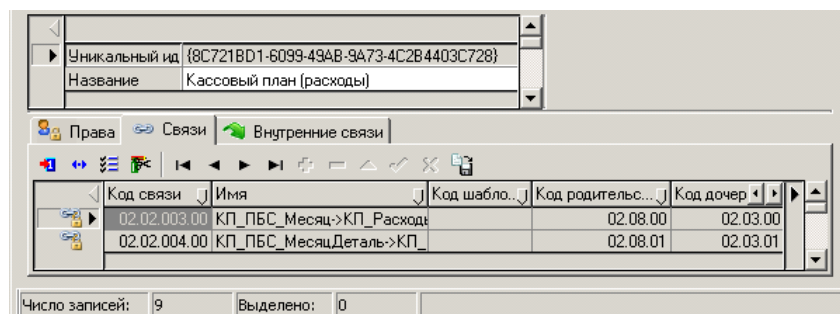 Уникальный ид {8C721BD1-6099-49AB-9A73-4C2B4403C728}
Название Кассовый план (расходы)
Права Связи Внутренние связи
Код связи Имя Код шабло... Код родительс... Код дочер
02.02.003.00 КП_ПБС_Месяц->КП_Расходы 02.08.00 02.03.00
02.02.004.00 КП_ПБС_МесяцДеталь->КП_ 02.08.01 02.03.01
Число записей: 9 Выделено: 0